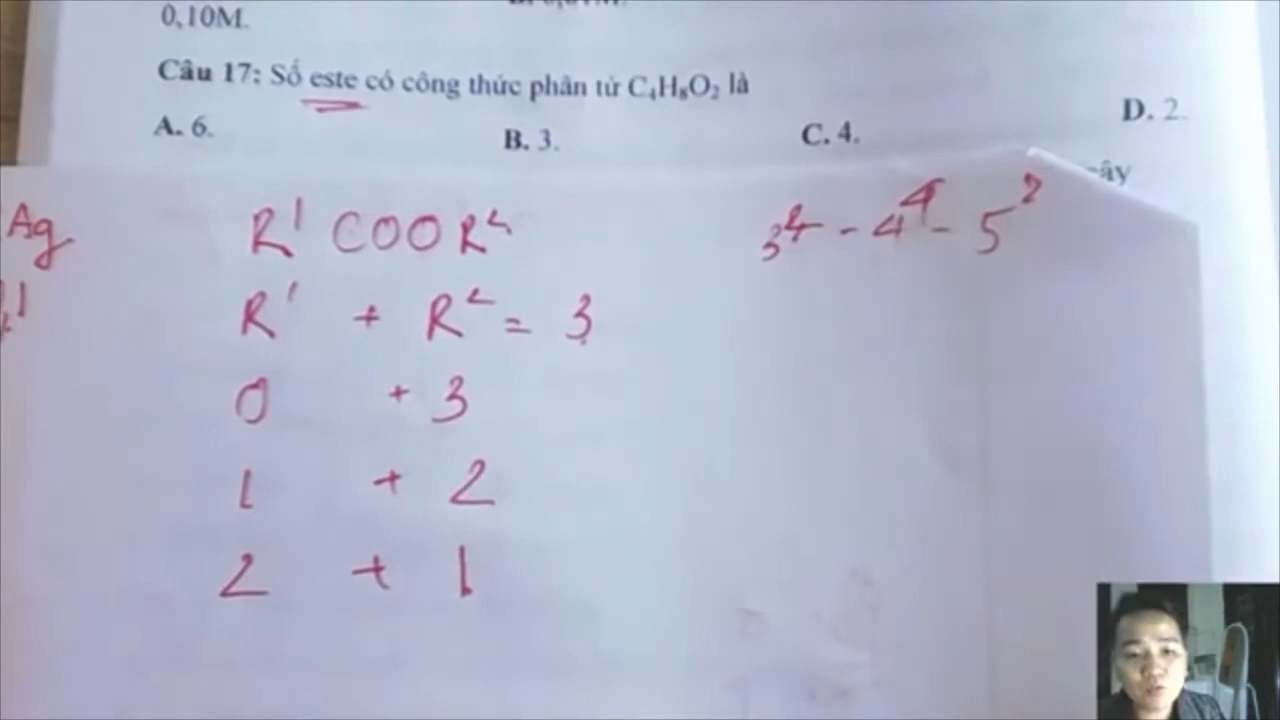 0,10M.
Câu 17: Số este có công thức phân tử C₄H₈O₂ là
A. 6. B. 3. C. 4. D. 2.
Ag R¹COOR² 3 - 4⁴ - 5²
R¹ + R² = 3
0 + 3
1 + 2
2 + 1